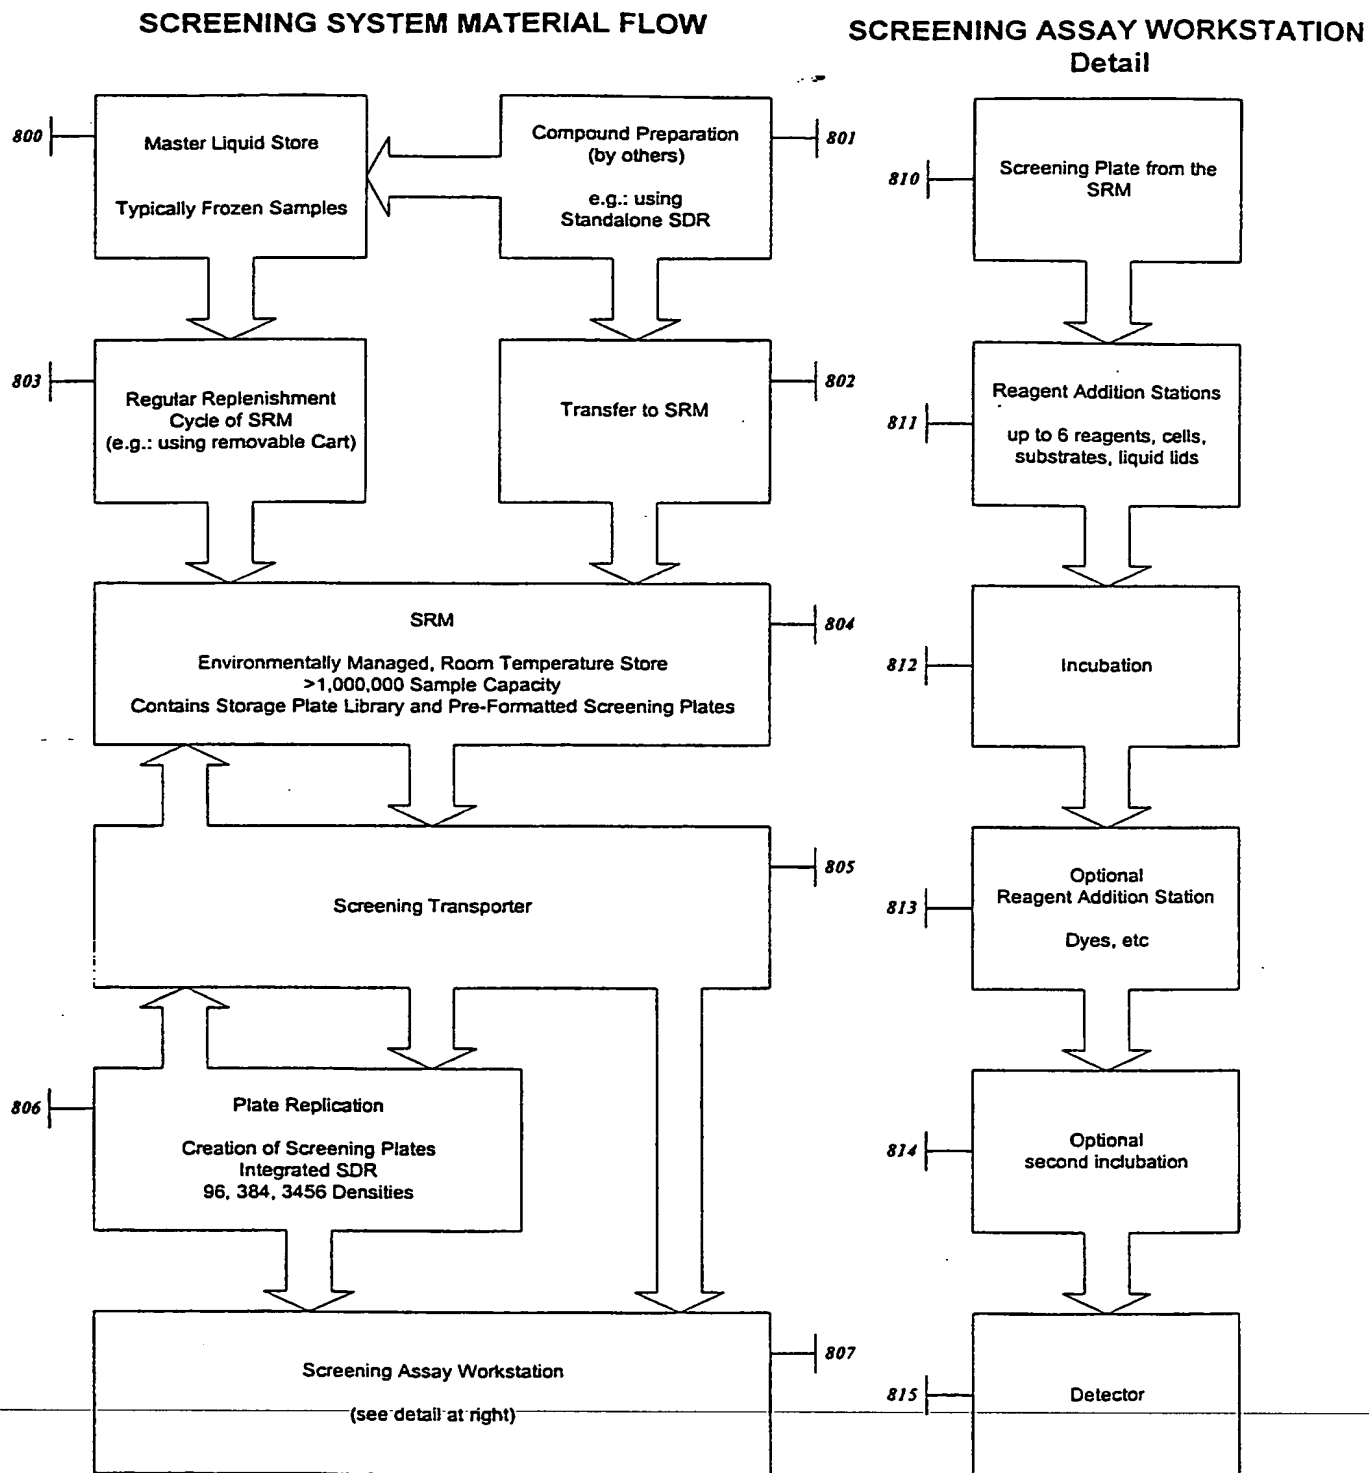 SCREENING SYSTEM MATERIAL FLOW
800
Master Liquid Store
Typically Frozen Samples
Compound Preparation
(by others)
e.g.: using
Standalone SDR
801
803
Regular Replenishment
Cycle of SRM
(e.g.: using removable Cart)
Transfer to SRM
802
SRM
Environmentally Managed, Room Temperature Store
>1,000,000 Sample Capacity
Contains Storage Plate Library and Pre-Formatted Screening Plates
804
Screening Transporter
805
806
Plate Replication
Creation of Screening Plates
Integrated SDR
96, 384, 3456 Densities
Screening Assay Workstation
(see detail at right)
807
SCREENING ASSAY WORKSTATION
Detail
810
Screening Plate from the
SRM
811
Reagent Addition Stations
up to 6 reagents, cells,
substrates, liquid lids
812
Incubation
813
Optional
Reagent Addition Station
Dyes, etc
814
Optional
second inclubation
815
Detector